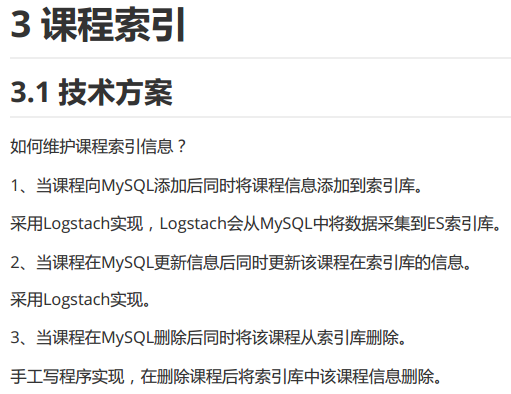 3 课程索引
3.1 技术方案
如何维护课程索引信息？
1、当课程向MySQL添加后同时将课程信息添加到索引库。
采用Logstach实现，Logstach会从MySQL中将数据采集到ES索引库。
2、当课程在MySQL更新信息后同时更新该课程在索引库的信息。
采用Logstach实现。
3、当课程在MySQL删除后同时将该课程从索引库删除。
手工写程序实现，在删除课程后将索引库中该课程信息删除。